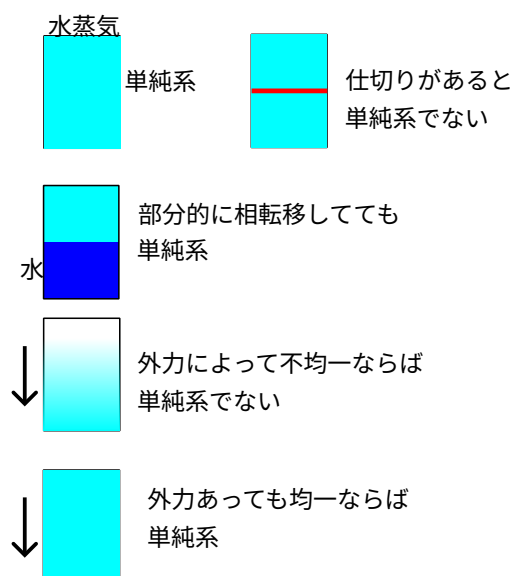 水蒸気
単純系
仕切りがあると
単純系でない
部分的に相転移してても
単純系
水
外力によって不均一ならば
単純系でない
外力あっても均一ならば
単純系